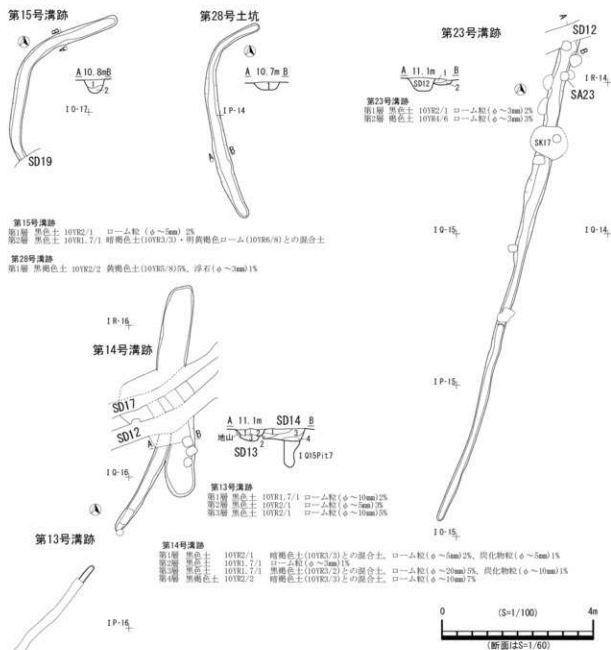 第15号溝跡
A 10.8m B
1
2
I O-17
SD19
A
B
第28号土坑
A 10.7m B
1
I P-14
A
B
第23号溝跡
A
B
SD12
A 11.1m B
SD12
1
2
I R-14
SA23
SK17
第23号溝跡
第1層 黒色土 10YR2/1 ローム粒(φ～3mm)2%
第2層 褐色土 10YR4/6 ローム粒(φ～3mm)3%
I Q-15
I Q-14
第15号溝跡
第1層 黒色土 10YR2/1 ローム粒(φ～5mm) 2%
第2層 黒色土 10YR1.7/1 暗褐色土(10YR3/3)・明黄褐色ローム(10YR6/8)との混合土
第28号溝跡
第1層 黒褐色土 10YR2/2 黄褐色土(10YR5/8)5%、浮石(φ～3mm)1%
I R-16
第14号溝跡
SD17
SD12
A
B
I P-15
A 11.1m SD14 B
地山
SD13
2
3
4
I Q15Pit7
I Q-16
第13号溝跡
第1層 黒色土 10YR1.7/1 ローム粒(φ～10mm)2%
第2層 黒色土 10YR2/1 ローム粒(φ～5mm)3%
第3層 黒色土 10YR2/1 ローム粒(φ～10mm)5%
I O-15
第13号溝跡
第14号溝跡
第1層 黒色土 10YR2/1 暗褐色土(10YR3/3)との混合土、ローム粒(φ～5mm)2%、炭化物粒(φ～5mm)1%
第2層 黒色土 10YR1.7/1 ローム粒(φ～3mm)1%
第3層 黒色土 10YR1.7/1 黒褐色土(10YR3/2)との混合土、ローム粒(φ～20mm)5%、炭化物粒(φ～10mm)1%
第4層 黒褐色土 10YR2/2 暗褐色土(10YR3/3)との混合土、ローム粒(φ～10mm)7%
I P-16
0 (S=1/100) 4m
(断面はS=1/60)